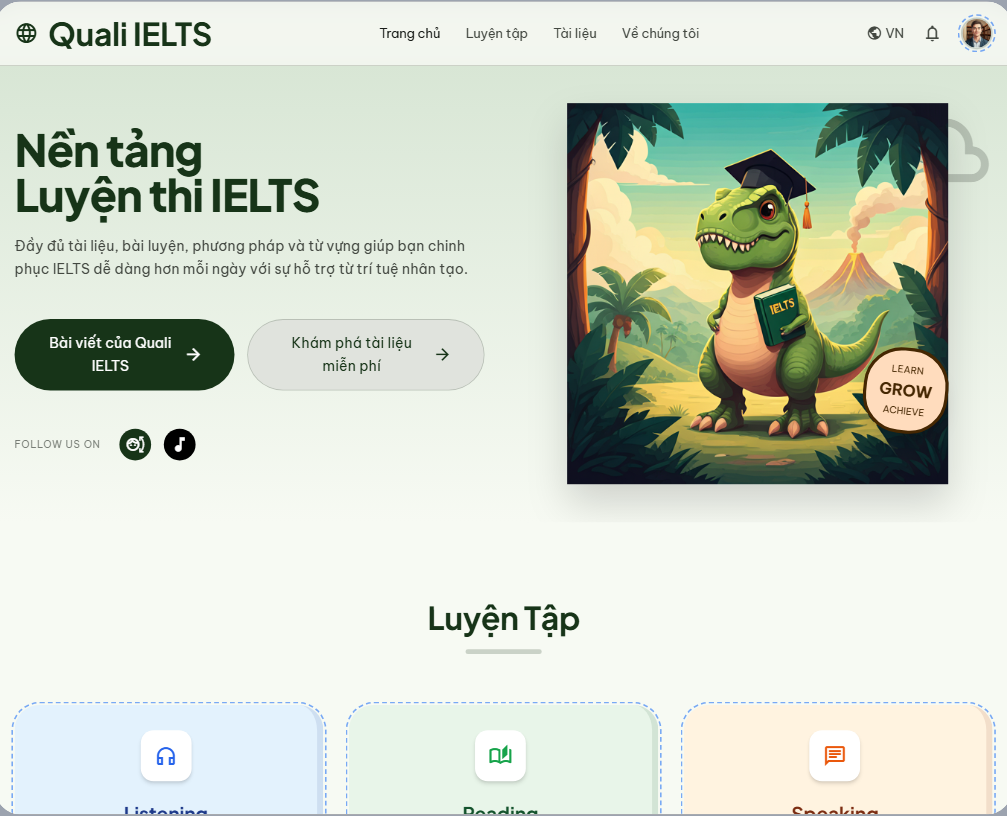 Quali IELTS
Trang chủ
Luyện tập
Tài liệu
Về chúng tôi
VN
Nền tảng
Luyện thi IELTS
Đầy đủ tài liệu, bài luyện, phương pháp và từ vựng giúp bạn chinh
phục IELTS dễ dàng hơn mỗi ngày với sự hỗ trợ từ trí tuệ nhân tạo.
Bài viết của Quali
IELTS
Khám phá tài liệu
miễn phí
FOLLOW US ON
IELTS
LEARN
GROW
ACHIEVE
Luyện Tập
Listening
Reading
Speaking